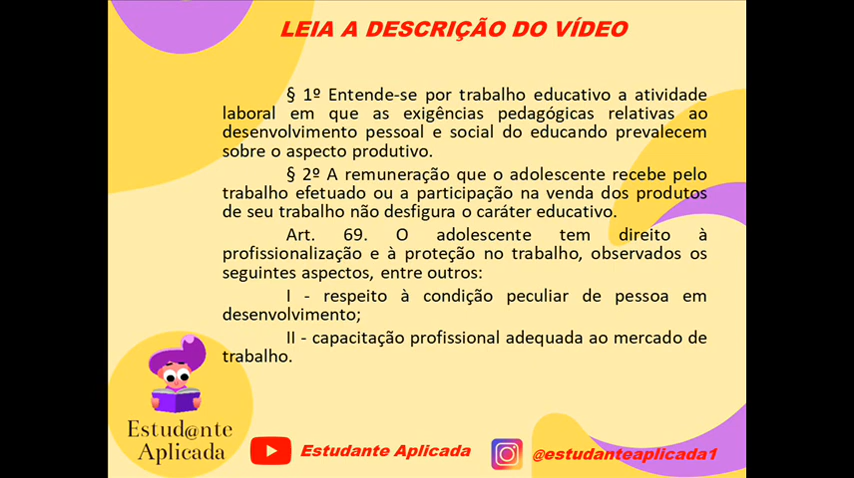 LEIA A DESCRIÇÃO DO VÍDEO
§ 1º Entende-se por trabalho educativo a atividade
laboral em que as exigências pedagógicas relativas ao
desenvolvimento pessoal e social do educando prevalecem
sobre o aspecto produtivo.
§ 2º A remuneração que o adolescente recebe pelo
trabalho efetuado ou a participação na venda dos produtos
de seu trabalho não desfigura o caráter educativo.
Art. 69. O adolescente tem direito à
profissionalização e à proteção no trabalho, observados os
seguintes aspectos, entre outros:
I - respeito à condição peculiar de pessoa em
desenvolvimento;
II - capacitação profissional adequada ao mercado de
trabalho.
Estud@nte
Aplicada
Estudante Aplicada
@estudanteaplicada1